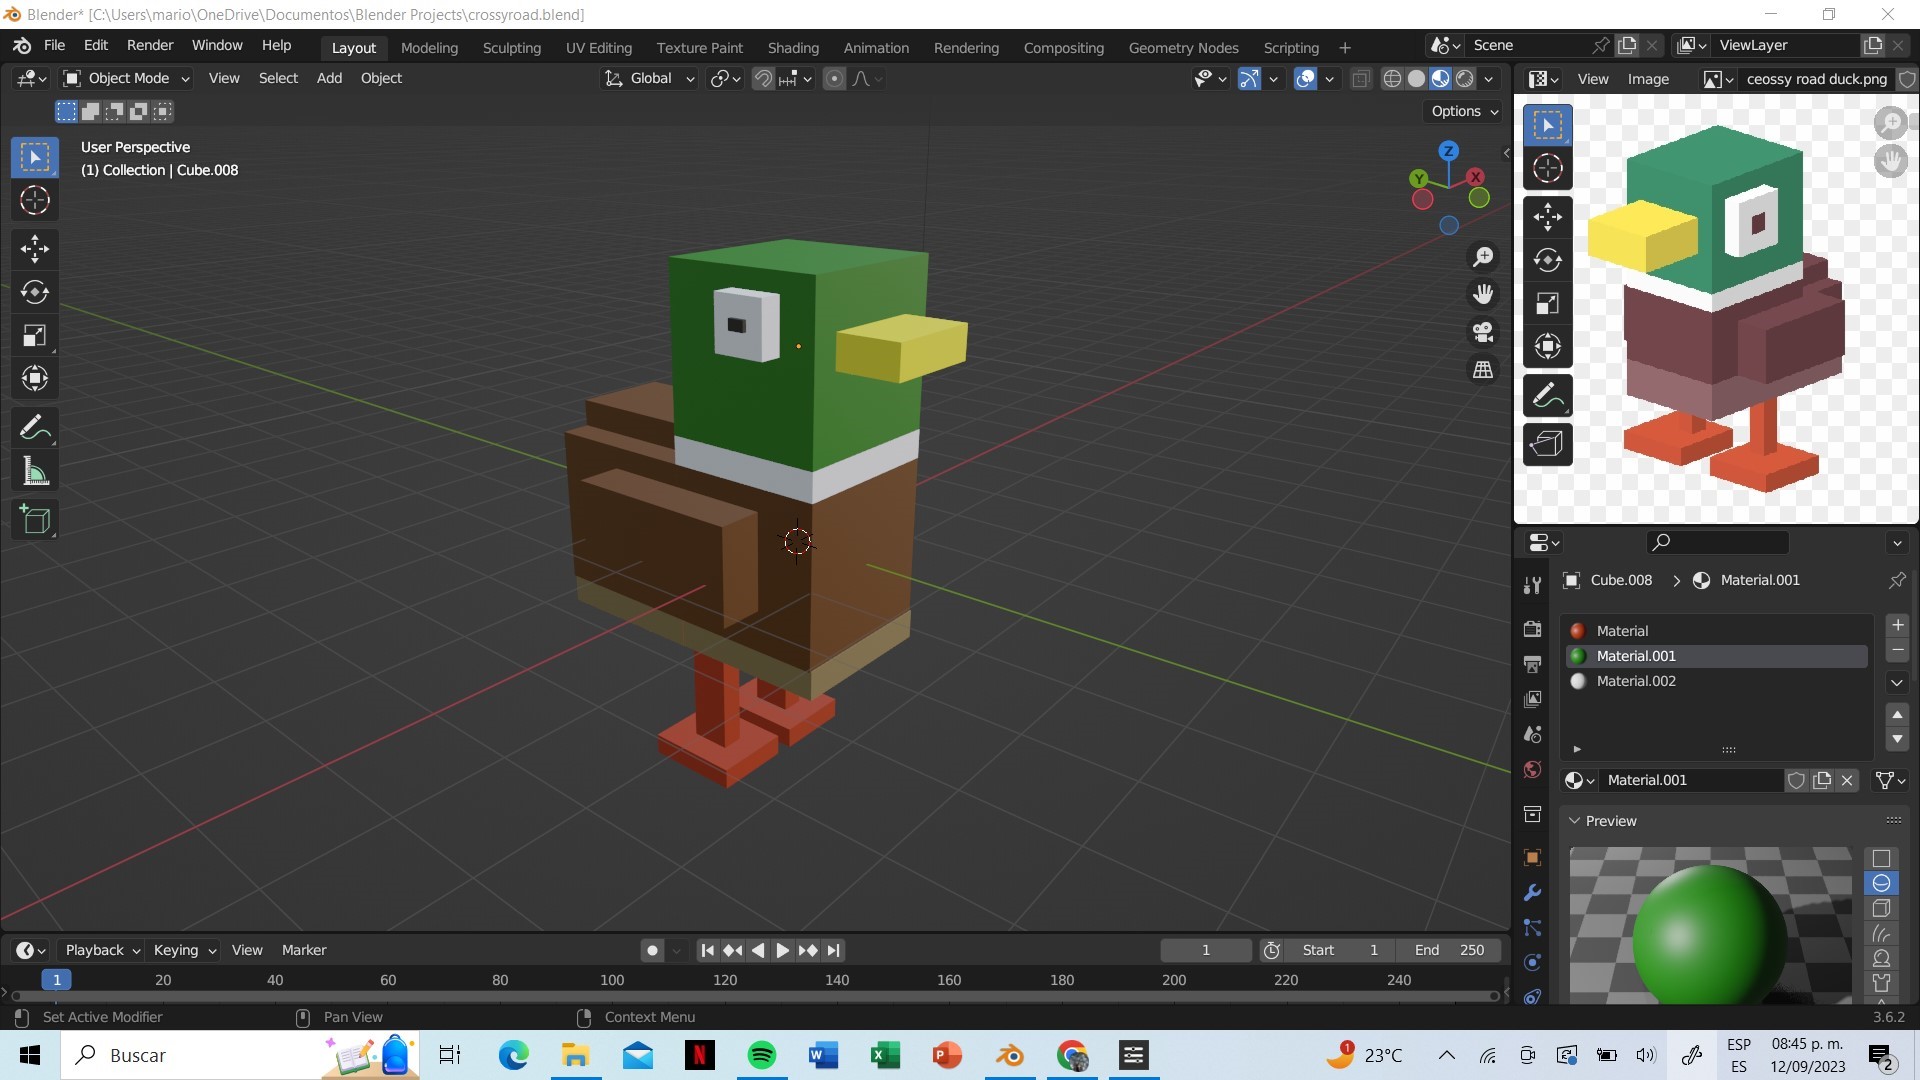 Blender* [C:\Users\mario\OneDrive\Documentos\Blender Projects\crossyroad.blend]
File Edit Render Window Help Layout Modeling Sculpting UV Editing Texture Paint Shading Animation Rendering Compositing Geometry Nodes Scripting + Scene ViewLayer
Object Mode View Select Add Object Global View Image ceossy road duck.png
Options
User Perspective
(1) Collection | Cube.008
Z
Y X
Cube.008 > Material.001
Material
Material.001
Material.002
Material.001
Preview
Playback Keying View Marker 1 Start 1 End 250
1 20 40 60 80 100 120 140 160 180 200 220 240
Set Active Modifier Pan View Context Menu 3.6.2
Buscar N W X P 1 23°C ESP 08:45 p. m.
ES 12/09/2023 2